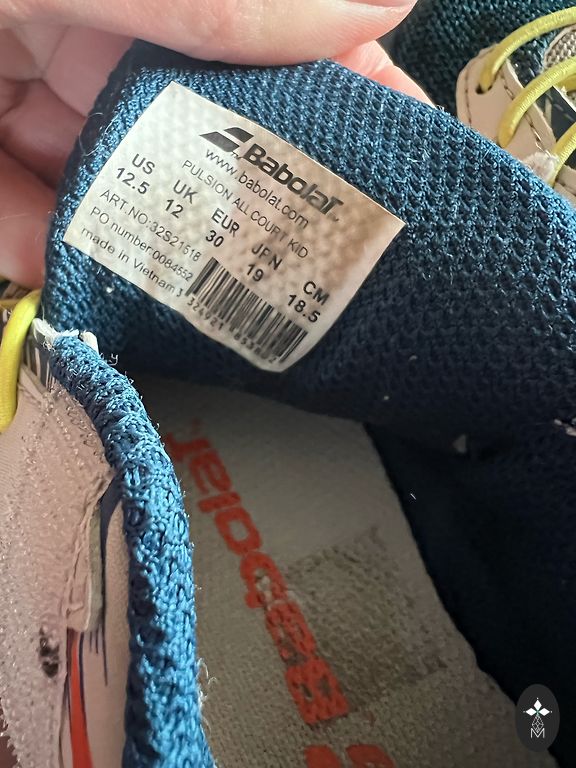 Babolat
www.babolat.com
PULSION ALL COURT KID
US UK EUR JPN CM
12.5 12 30 19 18.5
ART.NO:32S21518
PO number:0084552
made in Vietnam
Babolat
M